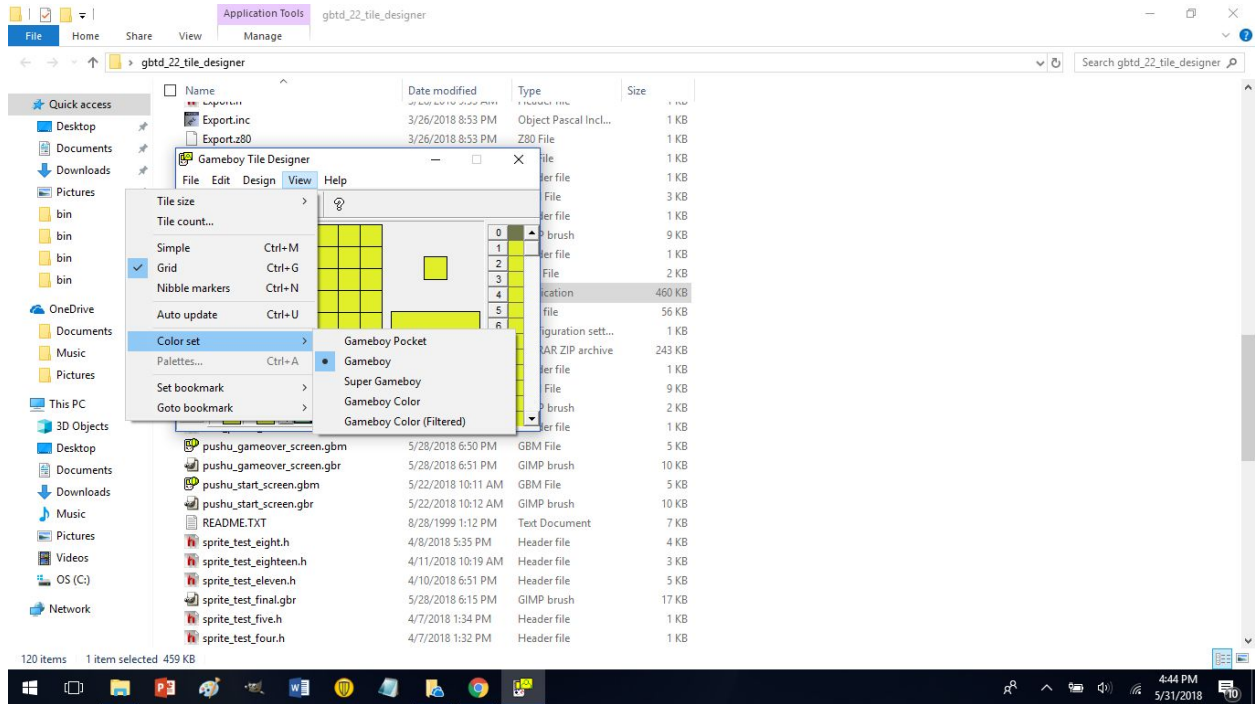 Application Tools gbtd_22_tile_designer
File Home Share View Manage
gbtd_22_tile_designer Search gbtd_22_tile_designer
Name Date modified Type Size
Quick access
Desktop
Documents
Downloads
Pictures
bin
bin
bin
bin
OneDrive
Documents
Music
Pictures
This PC
3D Objects
Desktop
Documents
Downloads
Music
Pictures
Videos
OS (C:)
Network
Export.inc 3/26/2018 8:53 PM Object Pascal Incl... 1 KB
Export.z80 3/26/2018 8:53 PM Z80 File 1 KB
1 KB
1 KB
File 3 KB
1 KB
brush 9 KB
1 KB
File 2 KB
460 KB
file 56 KB
1 KB
ZIP archive 243 KB
1 KB
File 9 KB
brush 2 KB
1 KB
Gameboy Tile Designer
File Edit Design View Help
Tile size
Tile count...
Simple Ctrl+M
Grid Ctrl+G
Nibble markers Ctrl+N
Auto update Ctrl+U
Color set
Palettes... Ctrl+A
Set bookmark
Goto bookmark
Gameboy Pocket
Gameboy
Super Gameboy
Gameboy Color
Gameboy Color (Filtered)
0
1
2
3
4
5
6
pushu_gameover_screen.gbm 5/28/2018 6:50 PM GBM File 5 KB
pushu_gameover_screen.gbr 5/28/2018 6:51 PM GIMP brush 10 KB
pushu_start_screen.gbm 5/22/2018 10:11 AM GBM File 5 KB
pushu_start_screen.gbr 5/22/2018 10:12 AM GIMP brush 10 KB
README.TXT 8/28/1999 1:12 PM Text Document 7 KB
sprite_test_eight.h 4/8/2018 5:35 PM Header file 4 KB
sprite_test_eighteen.h 4/11/2018 10:19 AM Header file 3 KB
sprite_test_eleven.h 4/10/2018 6:51 PM Header file 5 KB
sprite_test_final.gbr 5/28/2018 6:15 PM GIMP brush 17 KB
sprite_test_five.h 4/7/2018 1:34 PM Header file 1 KB
sprite_test_four.h 4/7/2018 1:32 PM Header file 1 KB
120 items 1 item selected 459 KB
4:44 PM
5/31/2018
10